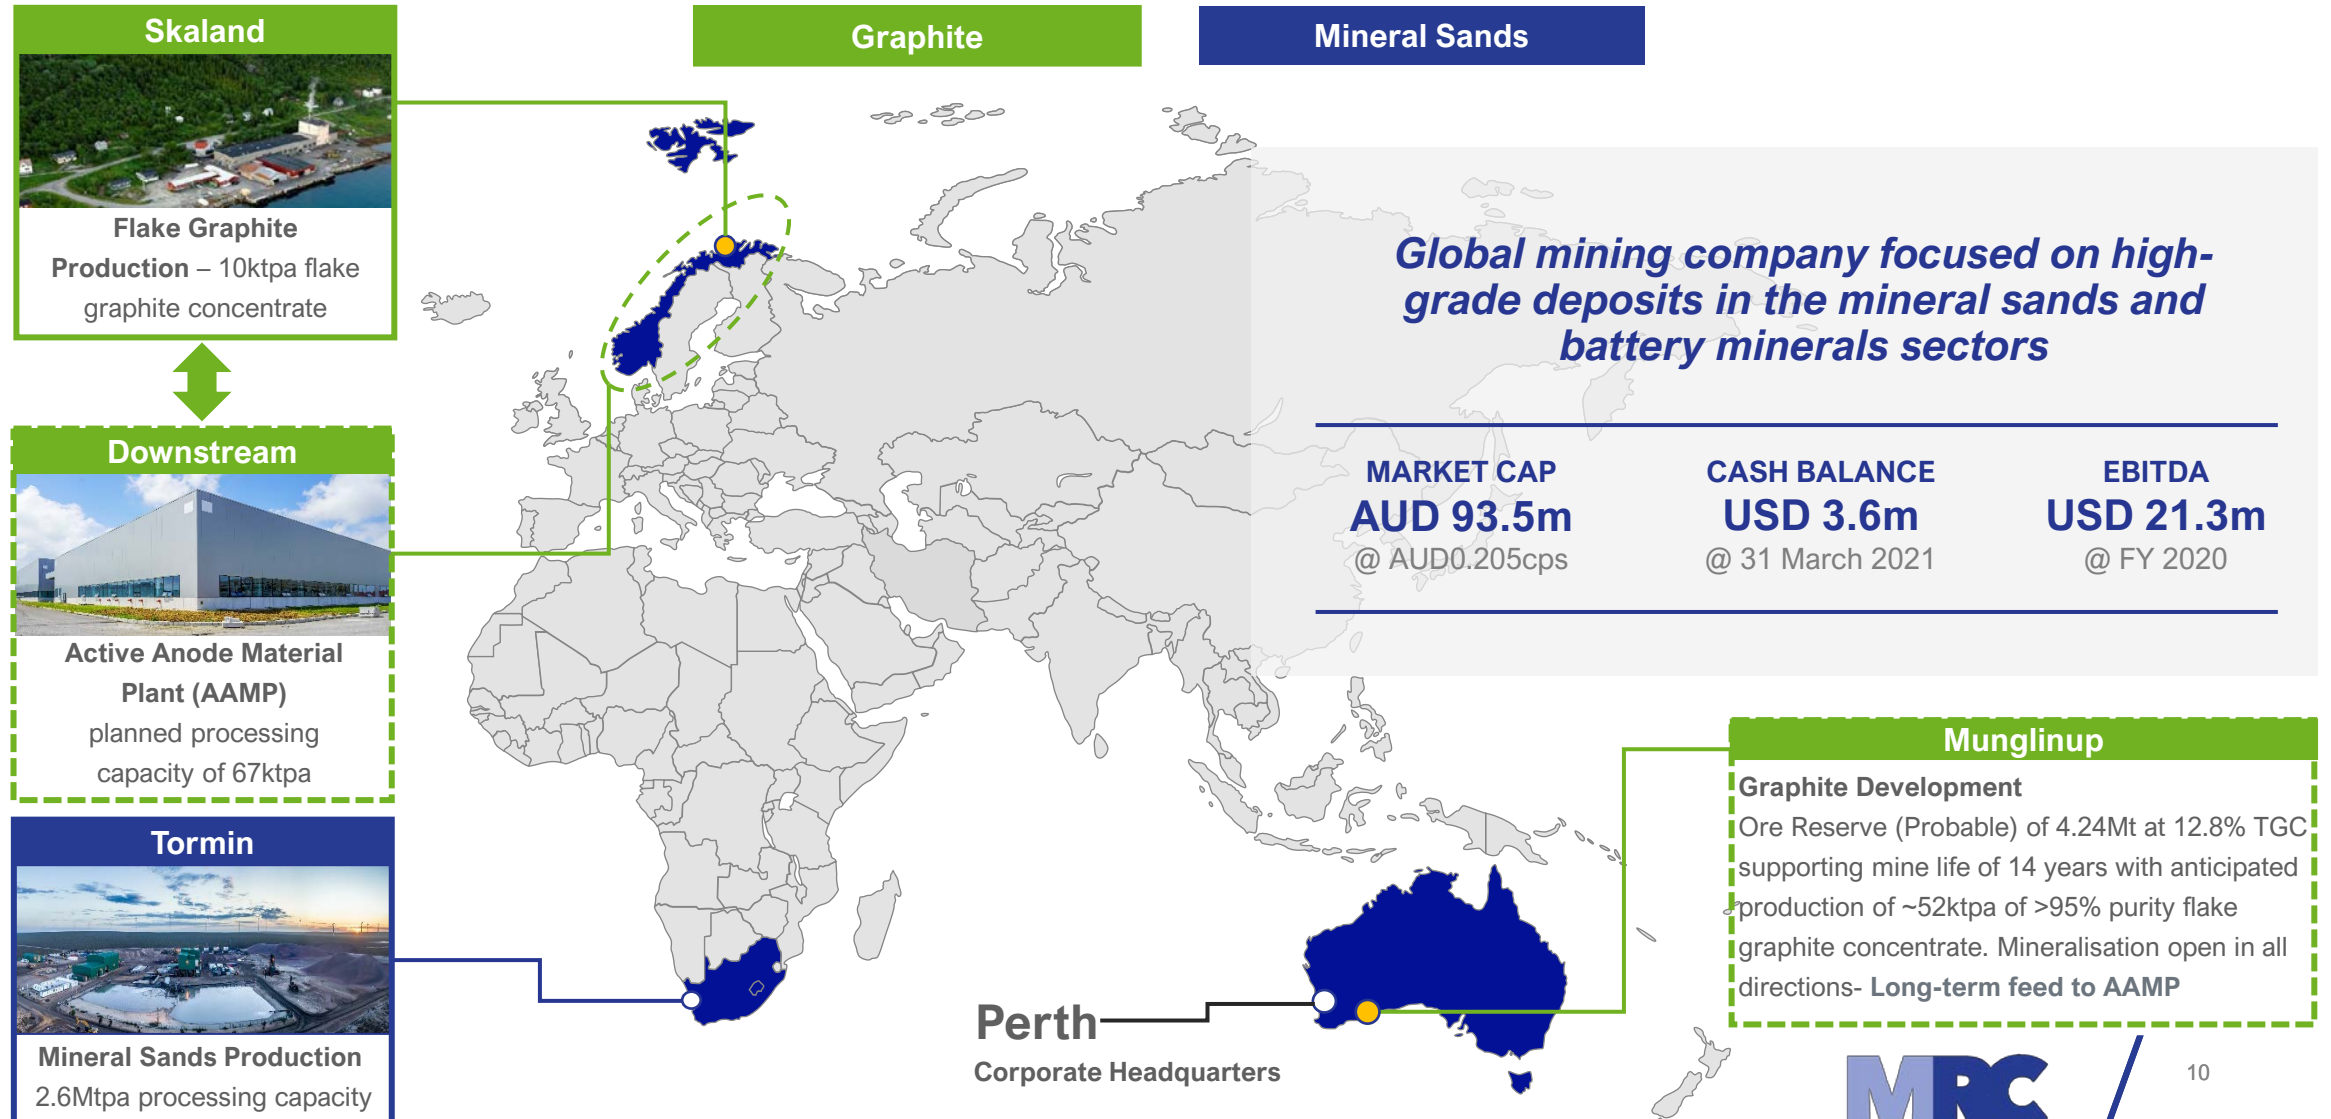 Skaland
Flake Graphite
Production – 10ktpa flake
graphite concentrate
Downstream
Active Anode Material
Plant (AAMP)
planned processing
capacity of 67ktpa
Tormin
Mineral Sands Production
2.6Mtpa processing capacity
Graphite
Mineral Sands
Global mining company focused on high-
grade deposits in the mineral sands and
battery minerals sectors
MARKET CAP
AUD 93.5m
@ AUD0.205cps
CASH BALANCE
USD 3.6m
@ 31 March 2021
EBITDA
USD 21.3m
@ FY 2020
Munglinup
Graphite Development
Ore Reserve (Probable) of 4.24Mt at 12.8% TGC
supporting mine life of 14 years with anticipated
production of ~52ktpa of >95% purity flake
graphite concentrate. Mineralisation open in all
directions- Long-term feed to AAMP
Perth
Corporate Headquarters
MRC
10